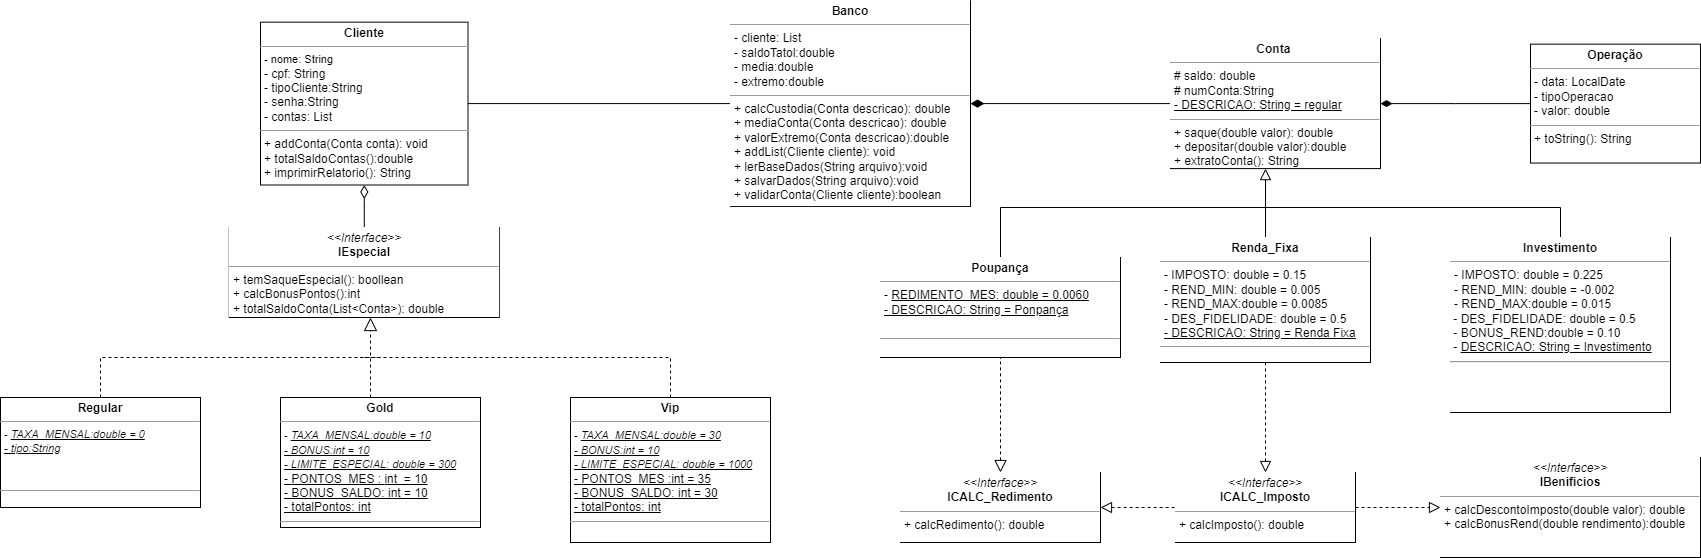 Cliente
- nome: String
- cpf: String
- tipoCliente:String
- senha:String
- contas: List
+ addConta(Conta conta): void
+ totalSaldoContas():double
+ imprimirRelatorio(): String
Banco
- cliente: List
- saldoTatol:double
- media:double
- extremo:double
+ calcCustodia(Conta descricao): double
+ mediaConta(Conta descricao): double
+ valorExtremo(Conta descricao):double
+ addList(Cliente cliente): void
+ lerBaseDados(String arquivo):void
+ salvarDados(String arquivo):void
+ validarConta(Cliente cliente):boolean
Conta
# saldo: double
# numConta:String
- DESCRICAO: String = regular
+ saque(double valor): double
+ depositar(double valor):double
+ extratoConta(): String
Operação
- data: LocalDate
- tipoOperacao
- valor: double
+ toString(): String
<<Interface>>
IEspecial
+ temSaqueEspecial(): boollean
+ calcBonusPontos():int
+ totalSaldoConta(List<Conta>): double
Poupança
- REDIMENTO_MES: double = 0.0060
- DESCRICAO: String = Ponpança
Renda_Fixa
- IMPOSTO: double = 0.15
- REND_MIN: double = 0.005
- REND_MAX:double = 0.0085
- DES_FIDELIDADE: double = 0.5
- DESCRICAO: String = Renda Fixa
Investimento
- IMPOSTO: double = 0.225
- REND_MIN: double = -0.002
- REND_MAX:double = 0.015
- DES_FIDELIDADE: double = 0.5
- BONUS_REND:double = 0.10
- DESCRICAO: String = Investimento
Regular
- TAXA_MENSAL:double = 0
- tipo:String
Gold
- TAXA_MENSAL:double = 10
- BONUS:int = 10
- LIMITE_ESPECIAL: double = 300
- PONTOS_MES : int = 10
- BONUS_SALDO: int = 10
- totalPontos: int
Vip
- TAXA_MENSAL:double = 30
- BONUS:int = 10
- LIMITE_ESPECIAL: double = 1000
- PONTOS_MES :int = 35
- BONUS_SALDO: int = 30
- totalPontos: int
<<Interface>>
ICALC_Redimento
+ calcRedimento(): double
<<Interface>>
ICALC_Imposto
+ calcImposto(): double
<<Interface>>
IBenificios
+ calcDescontoImposto(double valor): double
+ calcBonusRend(double rendimento):double